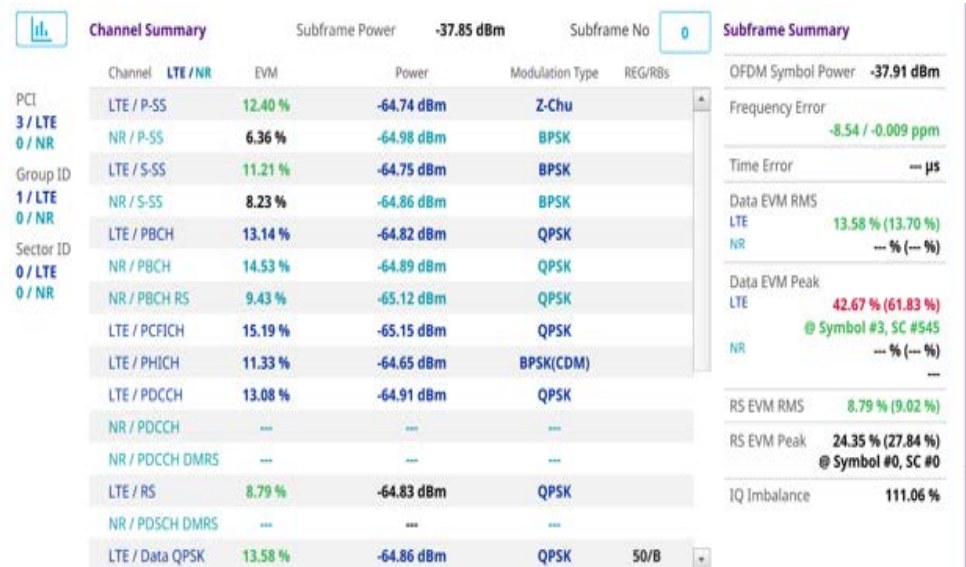 Channel Summary Subframe Power -37.85 dBm Subframe No 0
Channel LTE / NR EVM Power Modulation Type REG/RBs
LTE / P-SS 12.40 % -64.74 dBm Z-Chu
NR / P-SS 6.36 % -64.98 dBm BPSK
LTE / S-SS 11.21 % -64.75 dBm BPSK
NR / S-SS 8.23 % -64.86 dBm BPSK
LTE / PBCH 13.14 % -64.82 dBm QPSK
NR / PBCH 14.53 % -64.89 dBm QPSK
NR / PBCH RS 9.43 % -65.12 dBm QPSK
LTE / PCFICH 15.19 % -65.15 dBm QPSK
LTE / PHICH 11.33 % -64.65 dBm BPSK(CDM)
LTE / PDCCH 13.08 % -64.91 dBm QPSK
NR / PDCCH --- --- ---
NR / PDCCH DMRS --- --- ---
LTE / RS 8.79 % -64.83 dBm QPSK
NR / PDSCH DMRS --- --- ---
LTE / Data QPSK 13.58 % -64.86 dBm QPSK 50/B
PCI
3 / LTE
0 / NR
Group ID
1 / LTE
0 / NR
Sector ID
0 / LTE
0 / NR
Subframe Summary
OFDM Symbol Power -37.91 dBm
Frequency Error
-8.54 / -0.009 ppm
Time Error --- µs
Data EVM RMS
LTE 13.58 % (13.70 %)
NR --- % (--- %)
Data EVM Peak
LTE 42.67 % (61.83 %)
@ Symbol #3, SC #545
NR --- % (--- %)
---
RS EVM RMS 8.79 % (9.02 %)
RS EVM Peak 24.35 % (27.84 %)
@ Symbol #0, SC #0
IQ Imbalance 111.06 %